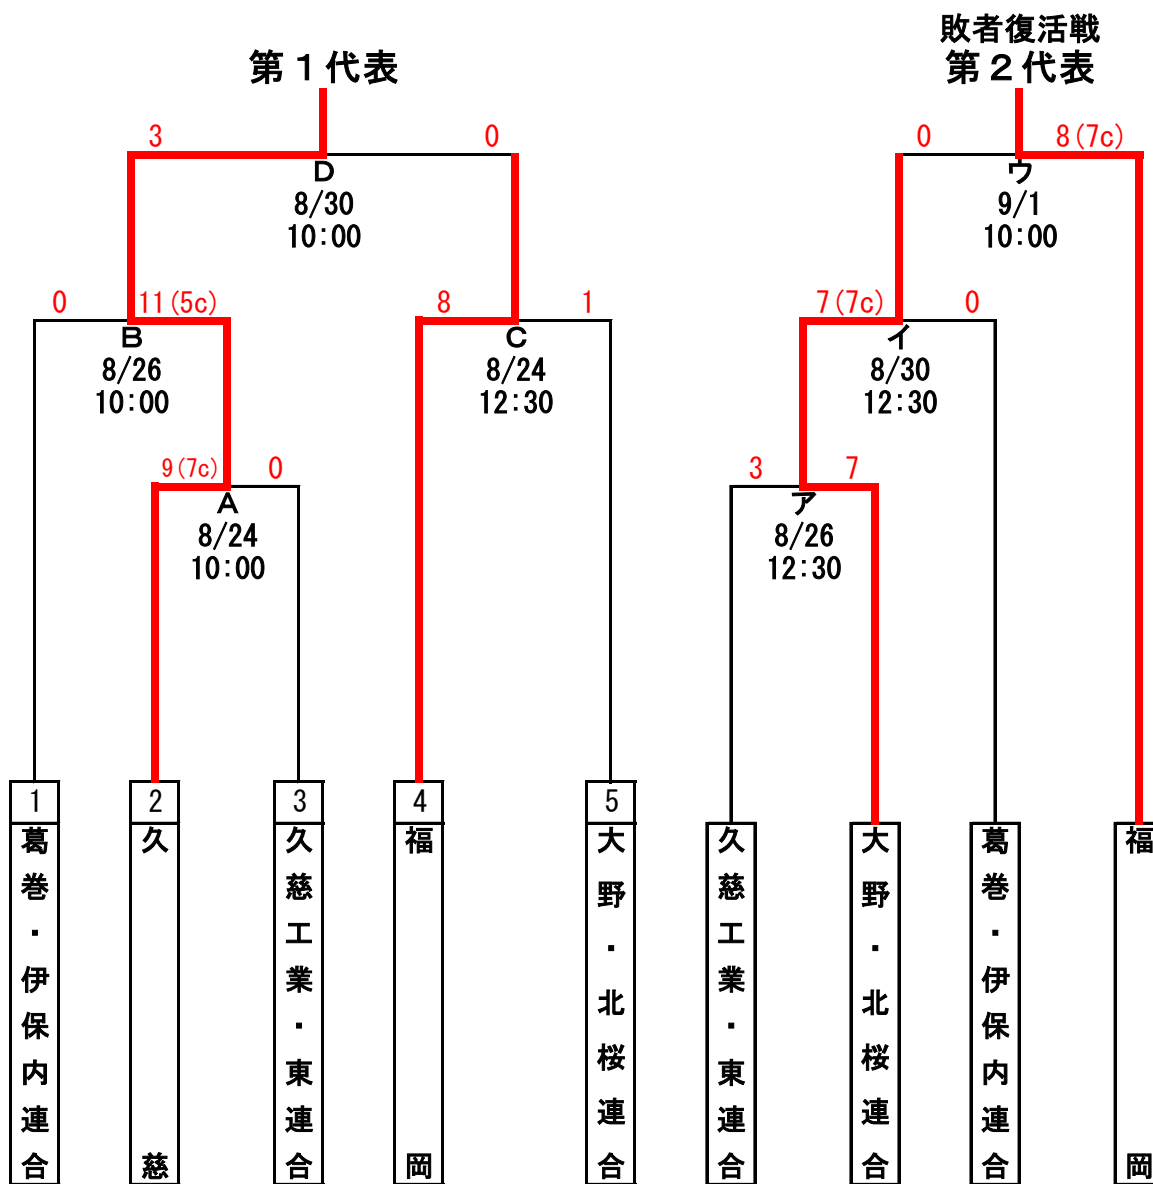 敗者復活戦
第１代表
第２代表
3
0
0
8(7c)
D
8/30
10:00
ウ
9/1
10:00
0
11(5c)
8
1
7(7c)
0
B
8/26
10:00
C
8/24
12:30
イ
8/30
12:30
9(7c)
0
3
7
A
8/24
10:00
ア
8/26
12:30
1
2
3
4
5
葛巻・伊保内連合
久慈
久慈工業・東連合
福岡
大野・北桜連合
久慈工業・東連合
大野・北桜連合
葛巻・伊保内連合
福岡